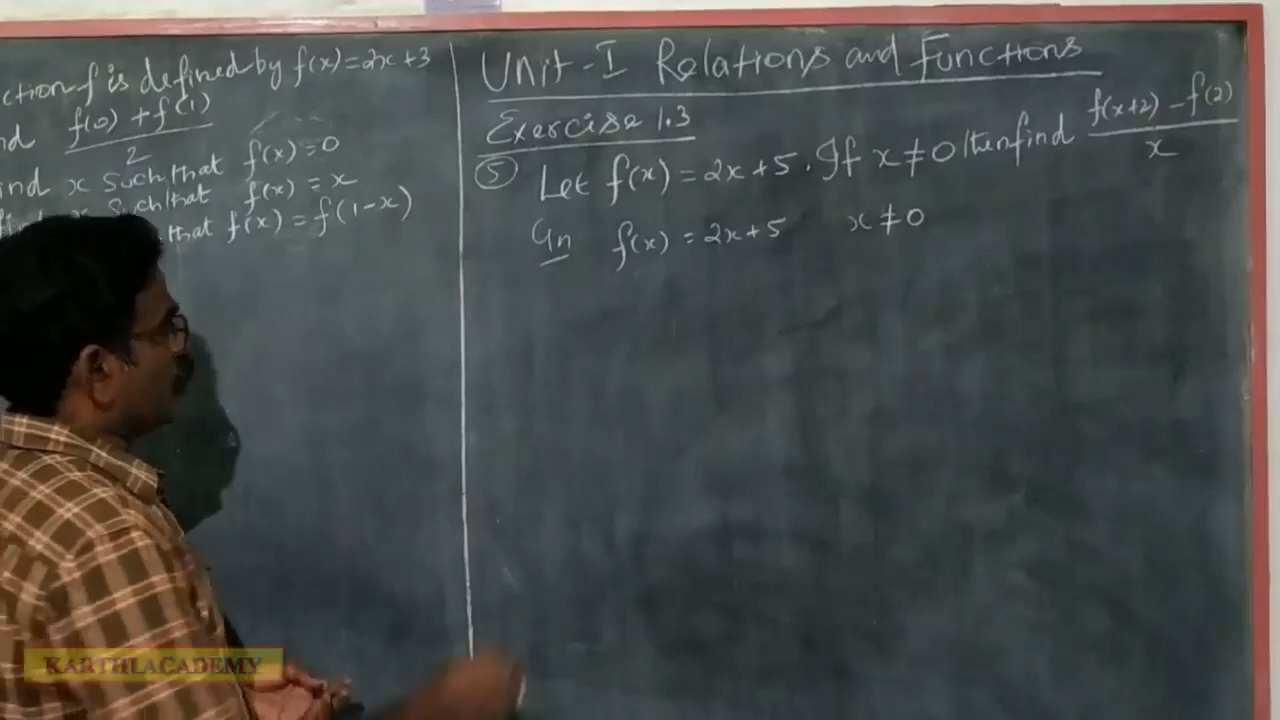 ction f is defined by f(x)=2x+3
nd f(0)+f(1)
2
ind x such that f(x)=0
such that f(x)=x
that f(x)=f(1-x)
Unit-I Relations and Functions
Exercise 1.3
⑤ Let f(x)=2x+5. If x≠0 then find f(x+2)-f(2)
x
Gn f(x)=2x+5 x≠0
KARTHI ACADEMY